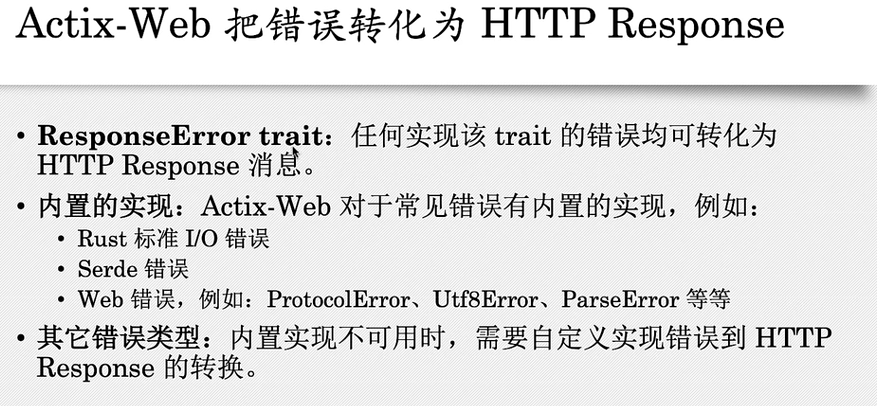 Actix-Web 把错误转化为 HTTP Response
• ResponseError trait：任何实现该 trait 的错误均可转化为
HTTP Response 消息。
• 内置的实现：Actix-Web 对于常见错误有内置的实现，例如：
• Rust 标准 I/O 错误
• Serde 错误
• Web 错误，例如：ProtocolError、Utf8Error、ParseError 等等
• 其它错误类型：内置实现不可用时，需要自定义实现错误到 HTTP
Response 的转换。